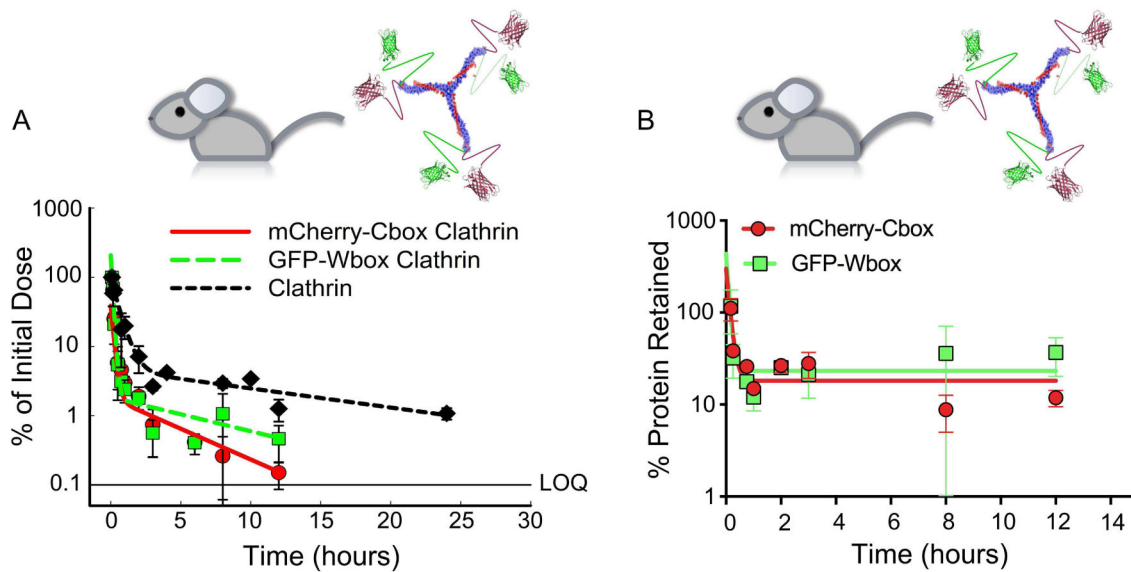 A
% of Initial Dose
1000
100
10
1
0.1
mCherry-Cbox Clathrin
GFP-Wbox Clathrin
Clathrin
LOQ
0 5 10 15 20 25 30
Time (hours)
B
% Protein Retained
1000
100
10
1
mCherry-Cbox
GFP-Wbox
0 2 4 6 8 10 12 14
Time (hours)